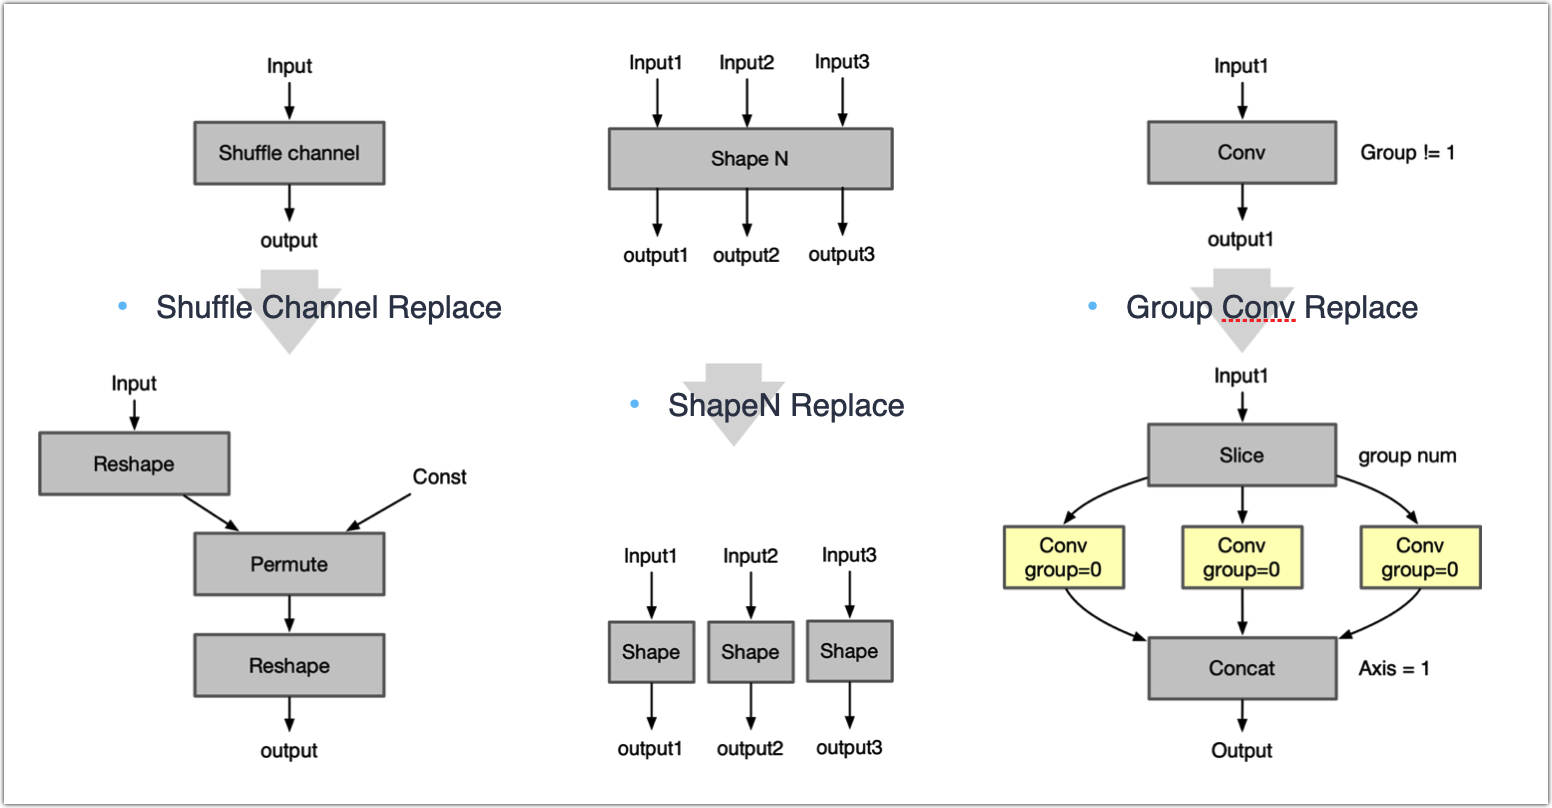 Input
Shuffle channel
output
• Shuffle Channel Replace
Input
Reshape
Const
Permute
Reshape
output
Input1 Input2 Input3
Shape N
output1 output2 output3
• ShapeN Replace
Input1 Input2 Input3
Shape Shape Shape
output1 output2 output3
Input1
Conv Group != 1
output1
• Group Conv Replace
Input1
Slice group num
Conv Conv Conv
group=0 group=0 group=0
Concat Axis = 1
Output